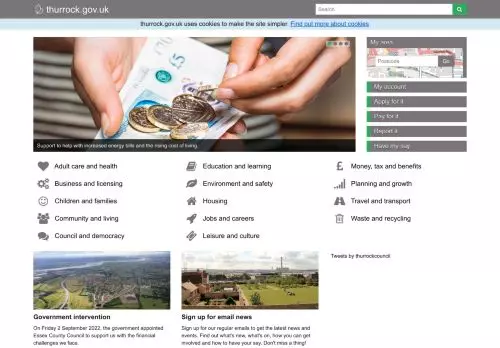 thurrock.gov.uk
Search
thurrock.gov.uk uses cookies to make the site simpler. Find out more about cookies
My area
Postcode
Go
My account
Apply for it
Pay for it
Report it
Have my say
Support to help with increased energy bills and the rising cost of living.
Adult care and health
Education and learning
Money, tax and benefits
Business and licensing
Environment and safety
Planning and growth
Children and families
Housing
Travel and transport
Community and living
Jobs and careers
Waste and recycling
Council and democracy
Leisure and culture
Tweets by thurrockcouncil
Government intervention
On Friday 2 September 2022, the government appointed
Essex County Council to support us with the financial
challenges we face.
Sign up for email news
Sign up for our regular emails to get the latest news and
events. Find out what's new, what's on, how you can get
involved and how to have your say. Don't miss a thing!